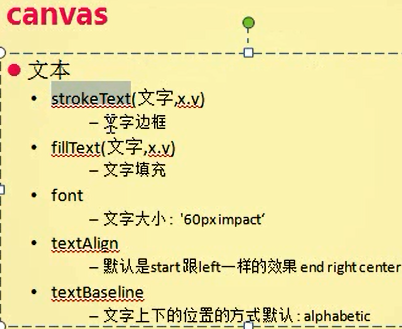 canvas
文本
strokeText(文字,x.y)
– 文字边框
fillText(文字,x.y)
– 文字填充
font
– 文字大小 : '60px impact'
textAlign
– 默认是start 跟left一样的效果 end right center
textBaseline
– 文字上下的位置的方式 默认 : alphabetic